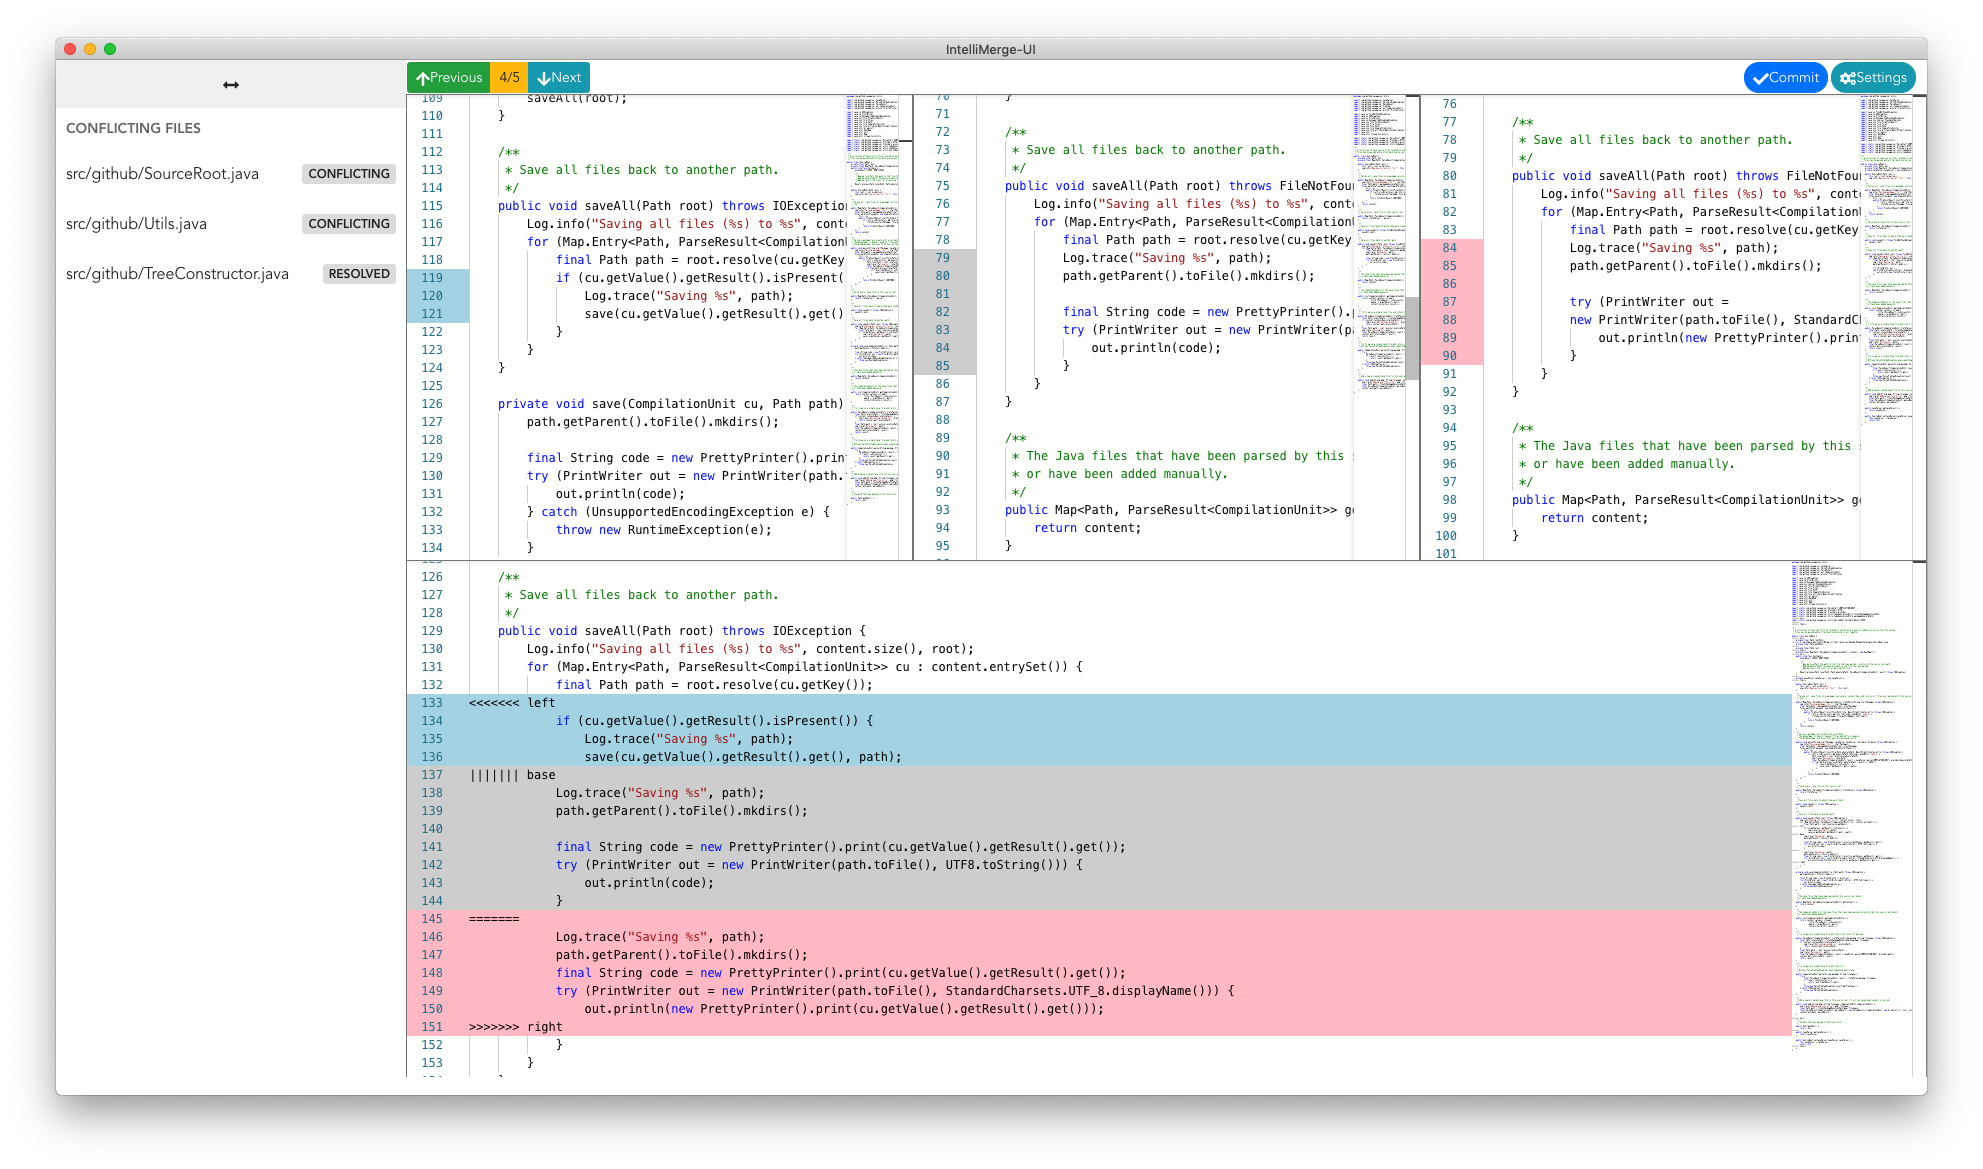 IntelliMerge-UI
Previous 4/5 Next
Commit Settings
CONFLICTING FILES
src/github/SourceRoot.java CONFLICTING
src/github/Utils.java CONFLICTING
src/github/TreeConstructor.java RESOLVED
109 saveAll(root);
110 }
111
112 /**
113 * Save all files back to another path.
114 */
115 public void saveAll(Path root) throws IOException
116 Log.info("Saving all files (%s) to %s", cont
117 for (Map.Entry<Path, ParseResult<Compilation
118 final Path path = root.resolve(cu.getKey
119 if (cu.getValue().getResult().isPresent(
120 Log.trace("Saving %s", path);
121 save(cu.getValue().getResult().get()
122 }
123 }
124 }
125
126 private void save(CompilationUnit cu, Path path)
127 path.getParent().toFile().mkdirs();
128
129 final String code = new PrettyPrinter().prin
130 try (PrintWriter out = new PrintWriter(path.
131 out.println(code);
132 } catch (UnsupportedEncodingException e) {
133 throw new RuntimeException(e);
134 }
70 }
71
72 /**
73 * Save all files back to another path.
74 */
75 public void saveAll(Path root) throws FileNotFou
76 Log.info("Saving all files (%s) to %s", cont
77 for (Map.Entry<Path, ParseResult<Compilation
78 final Path path = root.resolve(cu.getKey
79 Log.trace("Saving %s", path);
80 path.getParent().toFile().mkdirs();
81
82 final String code = new PrettyPrinter().p
83 try (PrintWriter out = new PrintWriter(pa
84 out.println(code);
85 }
86 }
87 }
88
89 /**
90 * The Java files that have been parsed by this s
91 * or have been added manually.
92 */
93 public Map<Path, ParseResult<CompilationUnit>> ge
94 return content;
95 }
76
77 /**
78 * Save all files back to another path.
79 */
80 public void saveAll(Path root) throws FileNotFou
81 Log.info("Saving all files (%s) to %s", conte
82 for (Map.Entry<Path, ParseResult<Compilation
83 final Path path = root.resolve(cu.getKey
84 Log.trace("Saving %s", path);
85 path.getParent().toFile().mkdirs();
86
87 try (PrintWriter out =
88 new PrintWriter(path.toFile(), StandardCh
89 out.println(new PrettyPrinter().prin
90 }
91 }
92 }
93
94 /**
95 * The Java files that have been parsed by this s
96 * or have been added manually.
97 */
98 public Map<Path, ParseResult<CompilationUnit>> ge
99 return content;
100 }
101
126 /**
127 * Save all files back to another path.
128 */
129 public void saveAll(Path root) throws IOException {
130 Log.info("Saving all files (%s) to %s", content.size(), root);
131 for (Map.Entry<Path, ParseResult<CompilationUnit>> cu : content.entrySet()) {
132 final Path path = root.resolve(cu.getKey());
133 <<<<<<< left
134 if (cu.getValue().getResult().isPresent()) {
135 Log.trace("Saving %s", path);
136 save(cu.getValue().getResult().get(), path);
137 ||||||| base
138 Log.trace("Saving %s", path);
139 path.getParent().toFile().mkdirs();
140
141 final String code = new PrettyPrinter().print(cu.getValue().getResult().get());
142 try (PrintWriter out = new PrintWriter(path.toFile(), UTF8.toString())) {
143 out.println(code);
144 }
145 =======
146 Log.trace("Saving %s", path);
147 path.getParent().toFile().mkdirs();
148 final String code = new PrettyPrinter().print(cu.getValue().getResult().get());
149 try (PrintWriter out = new PrintWriter(path.toFile(), StandardCharsets.UTF_8.displayName())) {
150 out.println(new PrettyPrinter().print(cu.getValue().getResult().get()));
151 >>>>>>> right
152 }
153 }